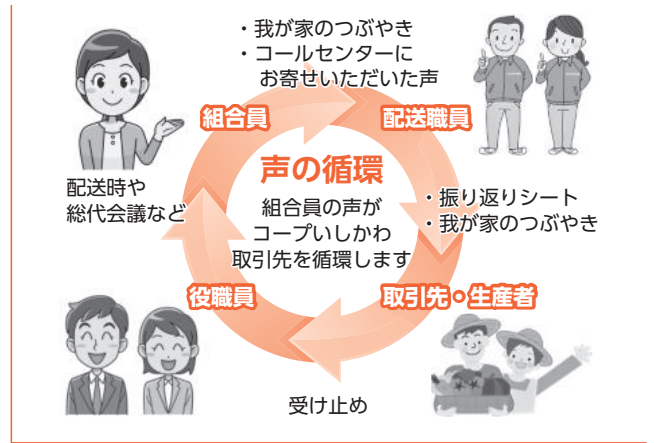 ・我が家のつぶやき
・コールセンターに
お寄せいただいた声
組合員
配送職員
声の循環
組合員の声が
コープいしかわ
取引先を循環します
配送時や
総代会議など
・振り返りシート
・我が家のつぶやき
役職員
取引先・生産者
受け止め